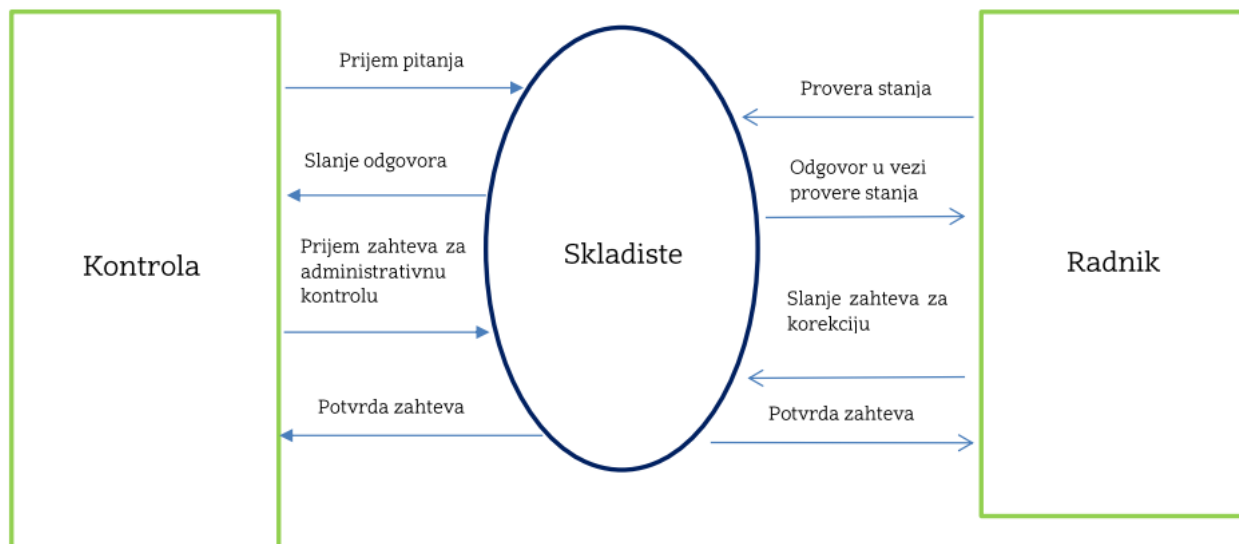 Kontrola
Prijem pitanja
Slanje odgovora
Prijem zahteva za
administrativnu
kontrolu
Potvrda zahteva
Skladiste
Provera stanja
Odgovor u vezi
provere stanja
Slanje zahteva za
korekciju
Potvrda zahteva
Radnik